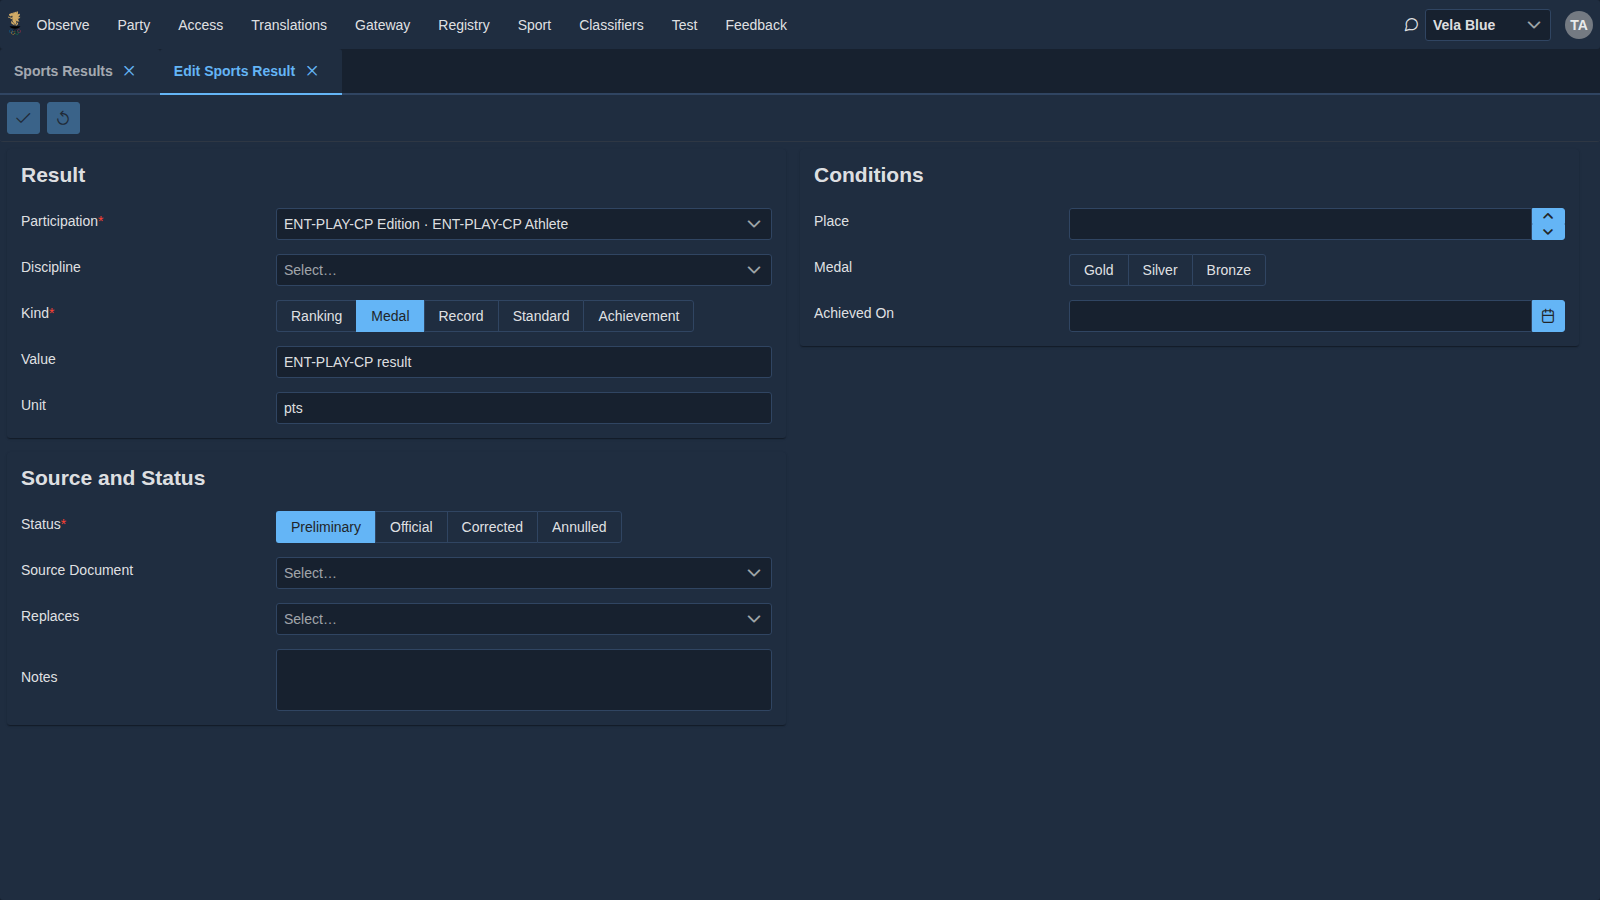 Observe Party Access Translations Gateway Registry Sport Classifiers Test Feedback Vela Blue TA
Sports Results Edit Sports Result
Result
Participation* ENT-PLAY-CP Edition · ENT-PLAY-CP Athlete
Discipline Select…
Kind* Ranking Medal Record Standard Achievement
Value ENT-PLAY-CP result
Unit pts
Conditions
Place
Medal Gold Silver Bronze
Achieved On
Source and Status
Status* Preliminary Official Corrected Annulled
Source Document Select…
Replaces Select…
Notes